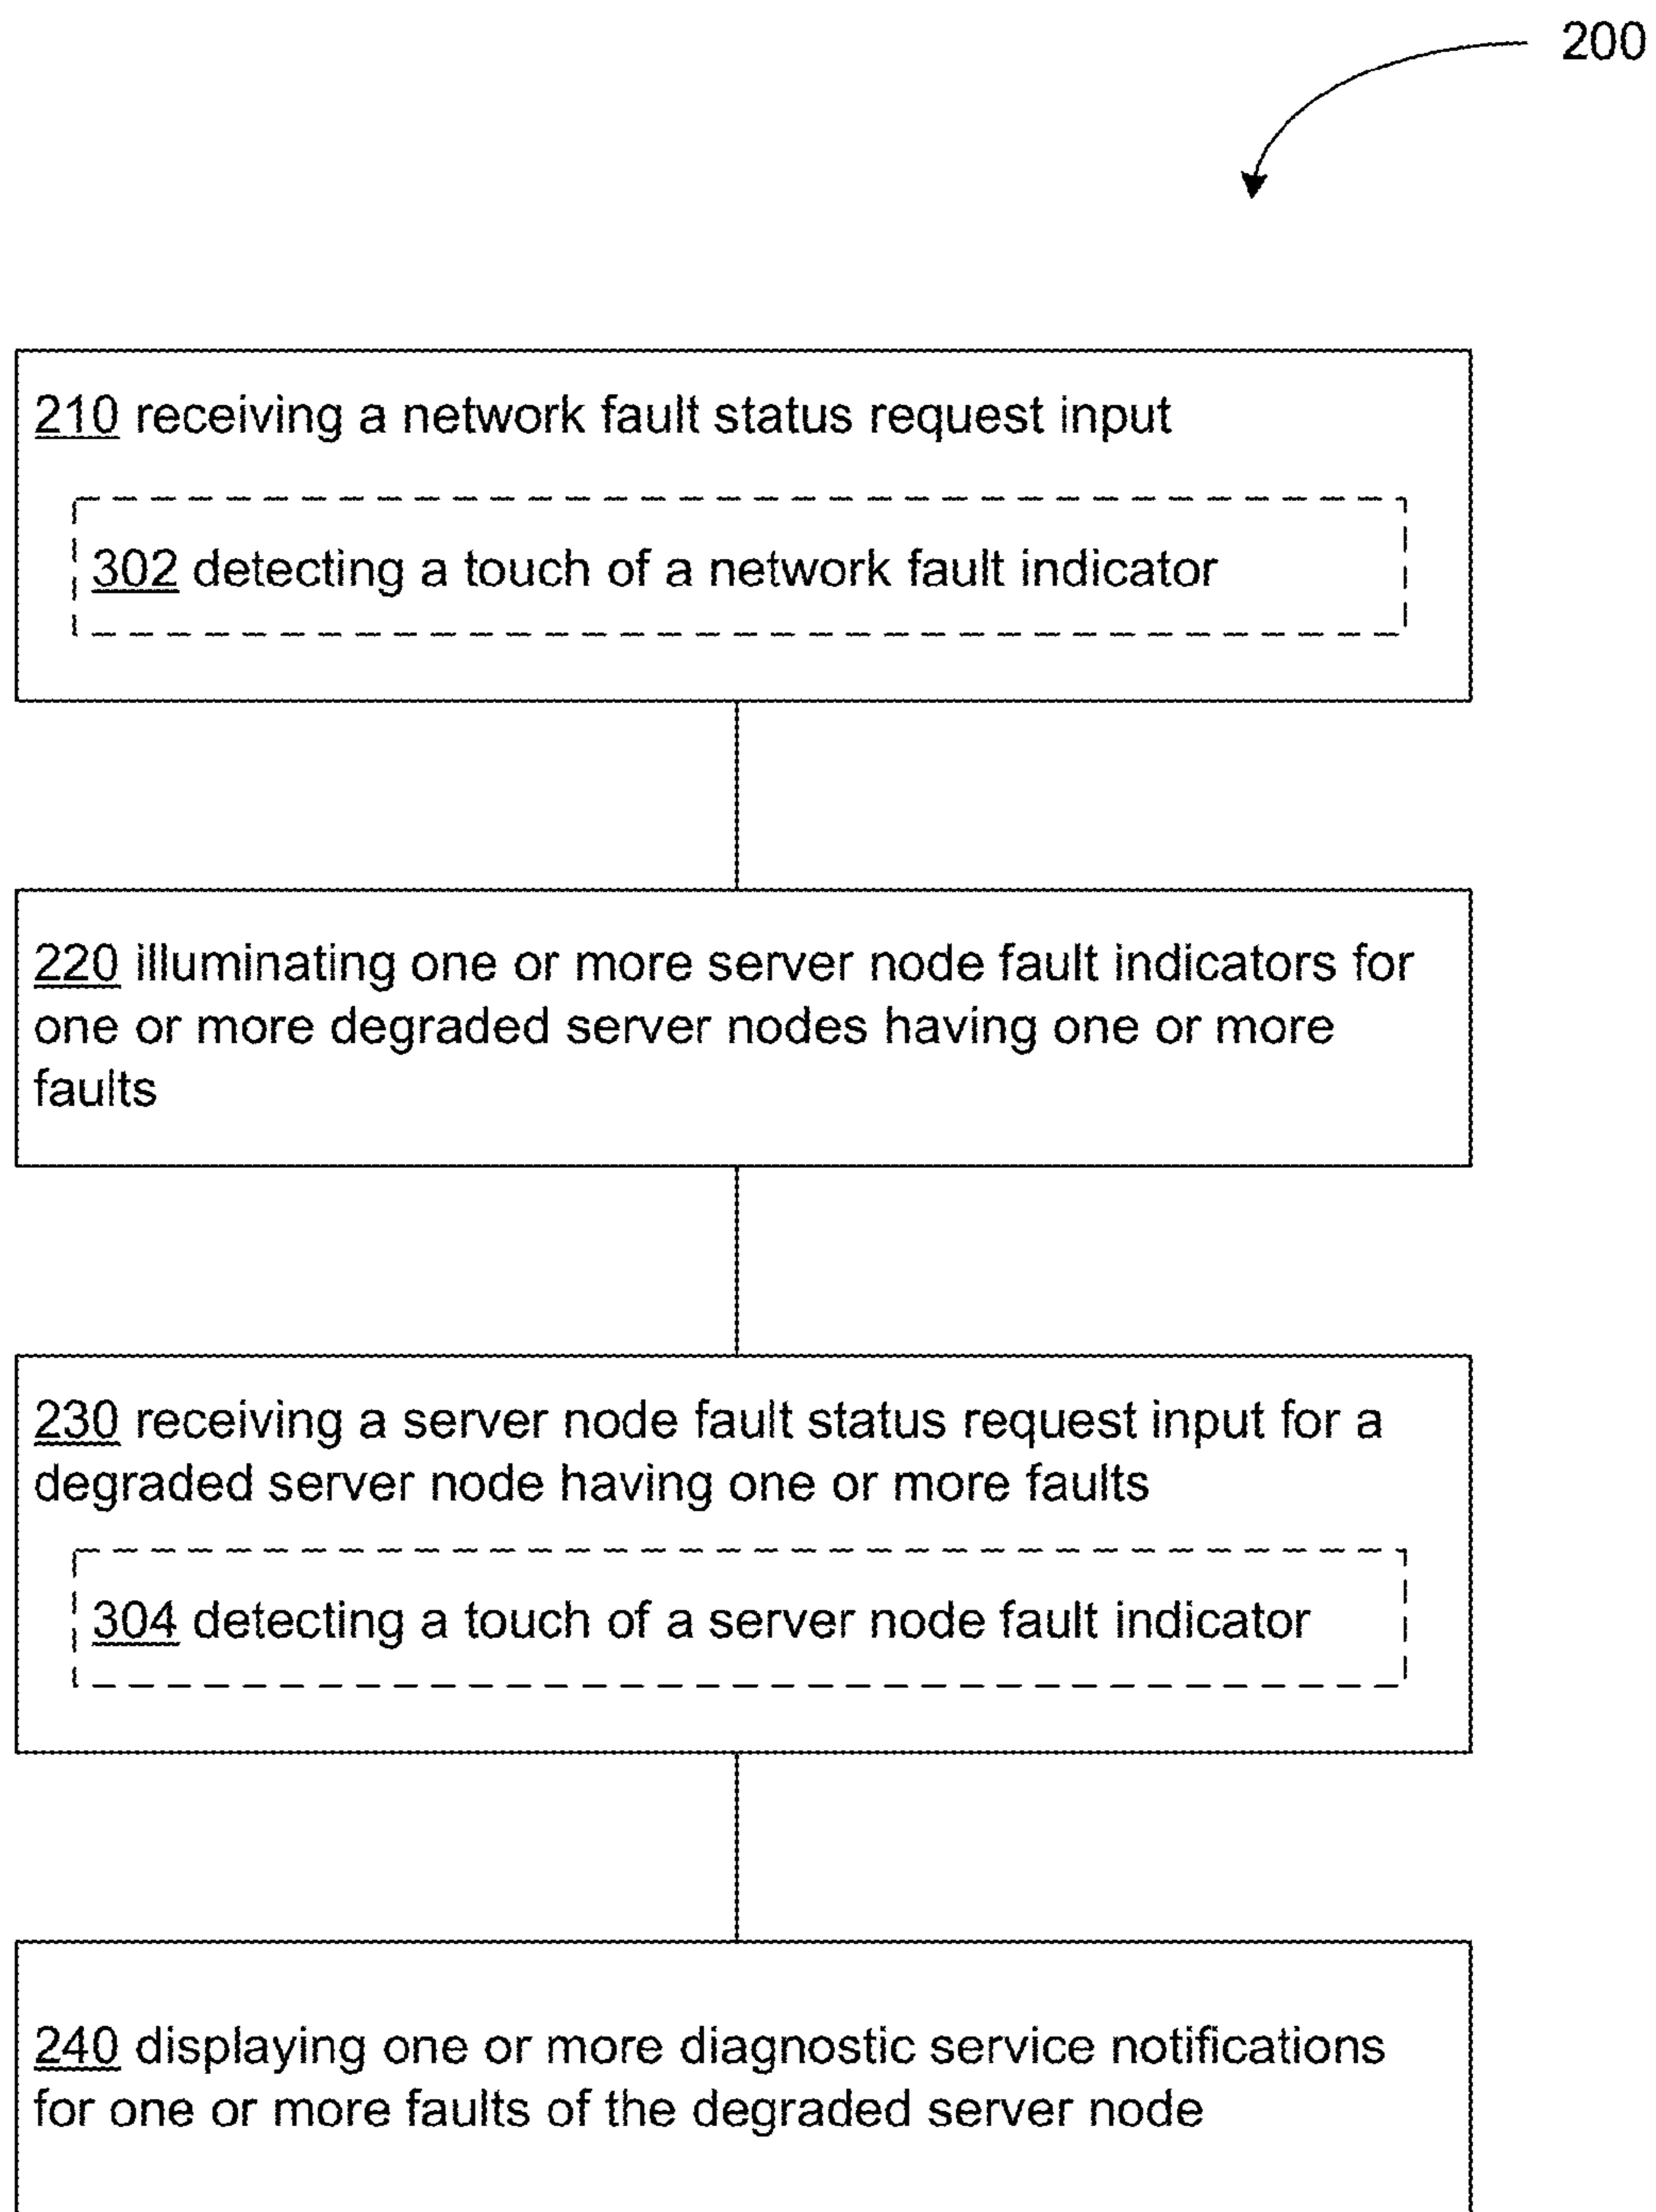 200
210 receiving a network fault status request input
302 detecting a touch of a network fault indicator
220 illuminating one or more server node fault indicators for
one or more degraded server nodes having one or more
faults
230 receiving a server node fault status request input for a
degraded server node having one or more faults
304 detecting a touch of a server node fault indicator
240 displaying one or more diagnostic service notifications
for one or more faults of the degraded server node